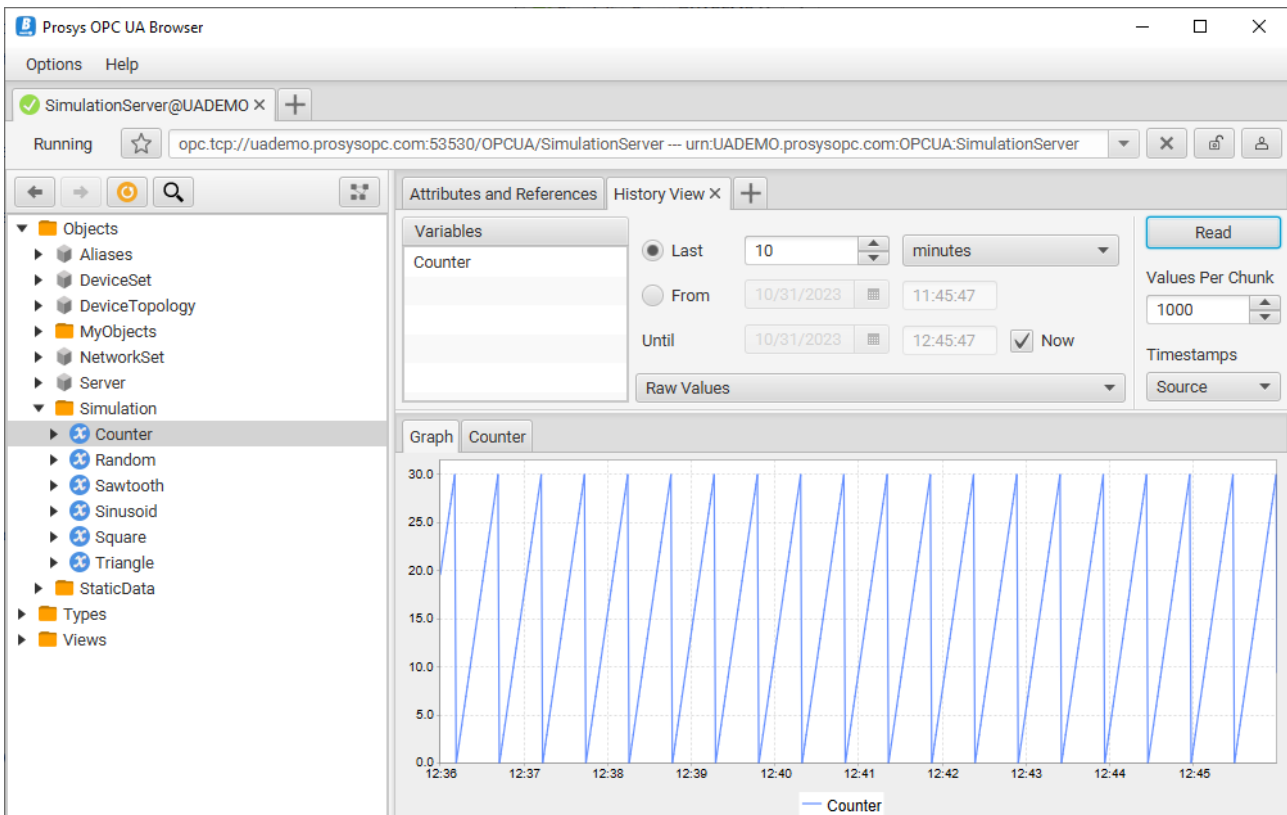 Prosys OPC UA Browser
Options Help
SimulationServer@UADEMO
Running opc.tcp://uademo.prosysopc.com:53530/OPCUA/SimulationServer --- urn:UADEMO.prosysopc.com:OPCUA:SimulationServer
Objects
Aliases
DeviceSet
DeviceTopology
MyObjects
NetworkSet
Server
Simulation
Counter
Random
Sawtooth
Sinusoid
Square
Triangle
StaticData
Types
Views
Attributes and References History View
Variables
Counter
Last 10 minutes
From 10/31/2023 11:45:47
Until 10/31/2023 12:45:47 Now
Raw Values
Read
Values Per Chunk
1000
Timestamps
Source
Graph Counter
30.0
25.0
20.0
15.0
10.0
5.0
0.0
12:36 12:37 12:38 12:39 12:40 12:41 12:42 12:43 12:44 12:45
Counter